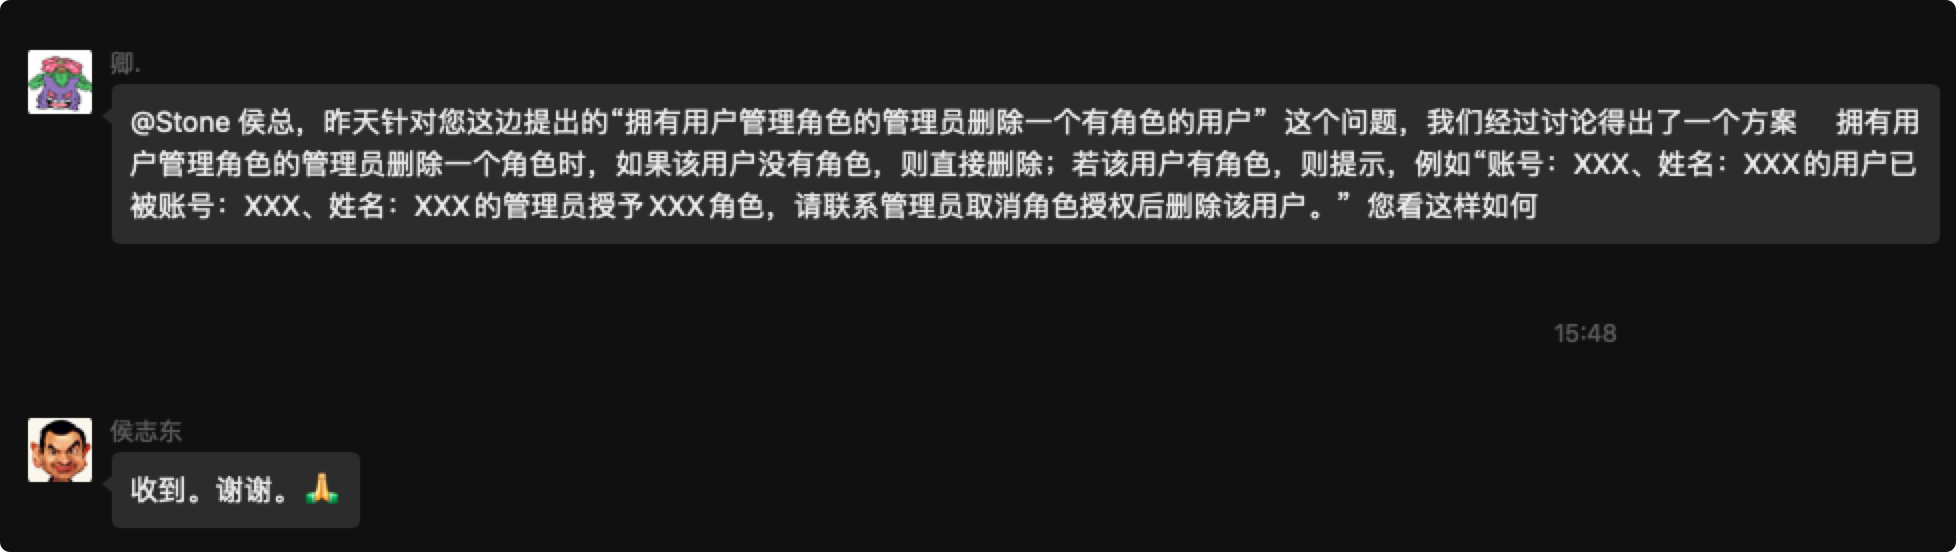 卿.
@Stone 侯总，昨天针对您这边提出的“拥有用户管理角色的管理员删除一个有角色的用户” 这个问题，我们经过讨论得出了一个方案 拥有用
户管理角色的管理员删除一个角色时，如果该用户没有角色，则直接删除；若该用户有角色，则提示，例如“账号：XXX、姓名：XXX的用户已
被账号：XXX、姓名：XXX的管理员授予XXX角色，请联系管理员取消角色授权后删除该用户。” 您看这样如何
15:48
侯志东
收到。谢谢。🙏